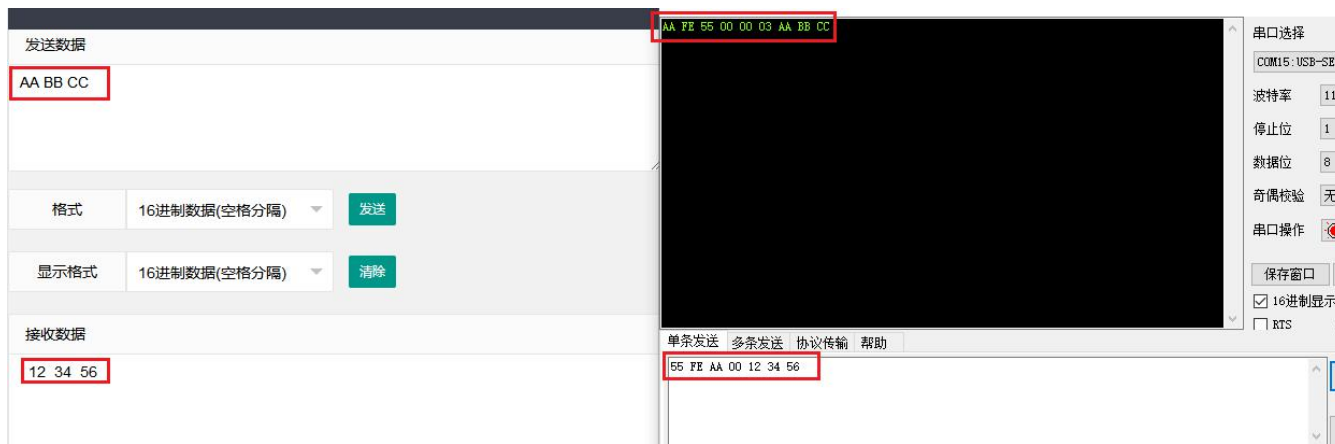 发送数据
AA BB CC
格式
16进制数据(空格分隔)
发送
显示格式
16进制数据(空格分隔)
清除
接收数据
12 34 56
AA FE 55 00 00 03 AA BB CC
串口选择
COM15:USB-SE
波特率
11
停止位
1
数据位
8
奇偶校验
无
串口操作
保存窗口
16进制显示
RTS
单条发送 多条发送 协议传输 帮助
55 FE AA 00 12 34 56